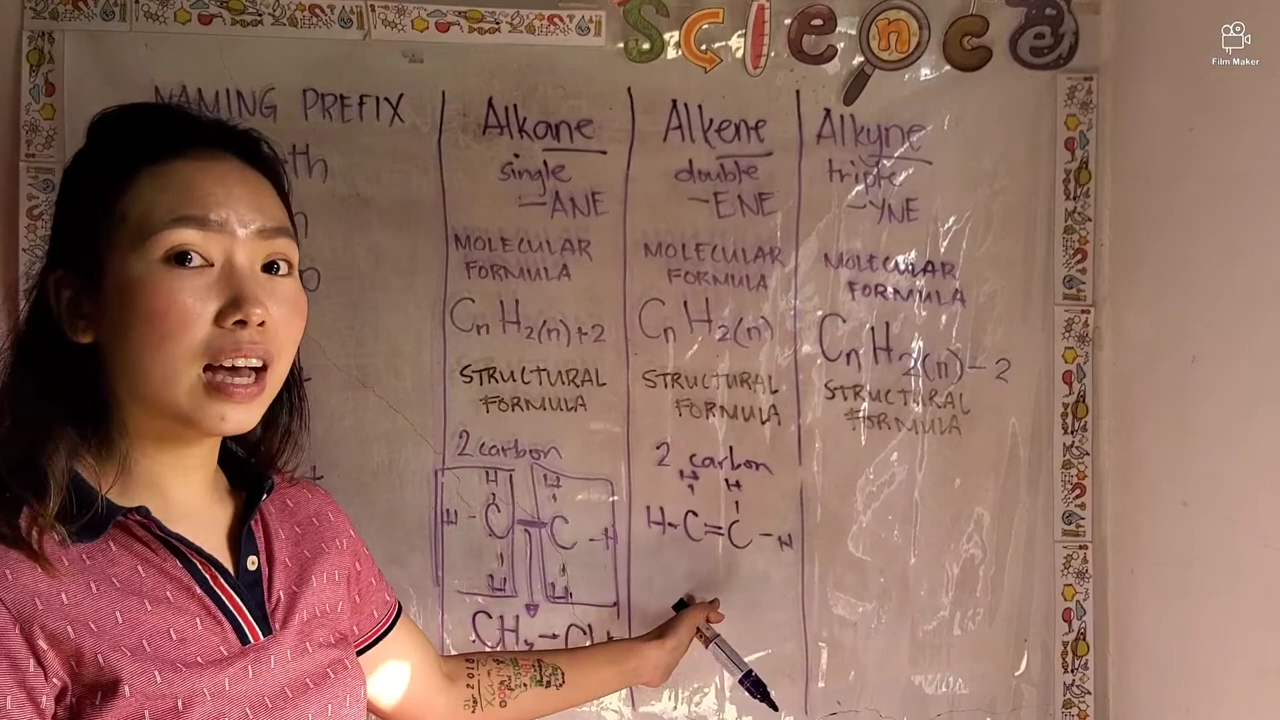 Science
Film Maker
NAMING PREFIX
Alkane
single
-ANE
MOLECULAR
FORMULA
CnH2(n)+2
STRUCTURAL
FORMULA
2 carbon
H H
H - C - C - H
H H
Alkene
double
-ENE
MOLECULAR
FORMULA
CnH2(n)
STRUCTURAL
FORMULA
2 carbon
H H
H-C=C-H
Alkyne
triple
-YNE
MOLECULAR
FORMULA
CnH2(n)-2
STRUCTURAL
FORMULA